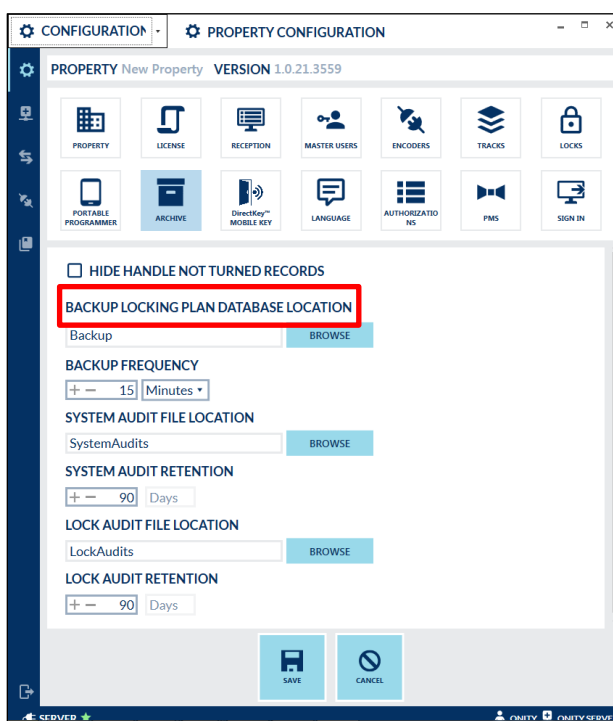 CONFIGURATION
PROPERTY CONFIGURATION
PROPERTY New Property VERSION 1.0.21.3559
PROPERTY
LICENSE
RECEPTION
MASTER USERS
ENCODERS
TRACKS
LOCKS
PORTABLE
PROGRAMMER
ARCHIVE
DirectKey™
MOBILE KEY
LANGUAGE
AUTHORIZATIO
NS
PMS
SIGN IN
HIDE HANDLE NOT TURNED RECORDS
BACKUP LOCKING PLAN DATABASE LOCATION
Backup BROWSE
BACKUP FREQUENCY
+ − 15 Minutes
SYSTEM AUDIT FILE LOCATION
SystemAudits BROWSE
SYSTEM AUDIT RETENTION
+ − 90 Days
LOCK AUDIT FILE LOCATION
LockAudits BROWSE
LOCK AUDIT RETENTION
+ − 90 Days
SAVE
CANCEL
SERVER ONITY ONITYSERVE